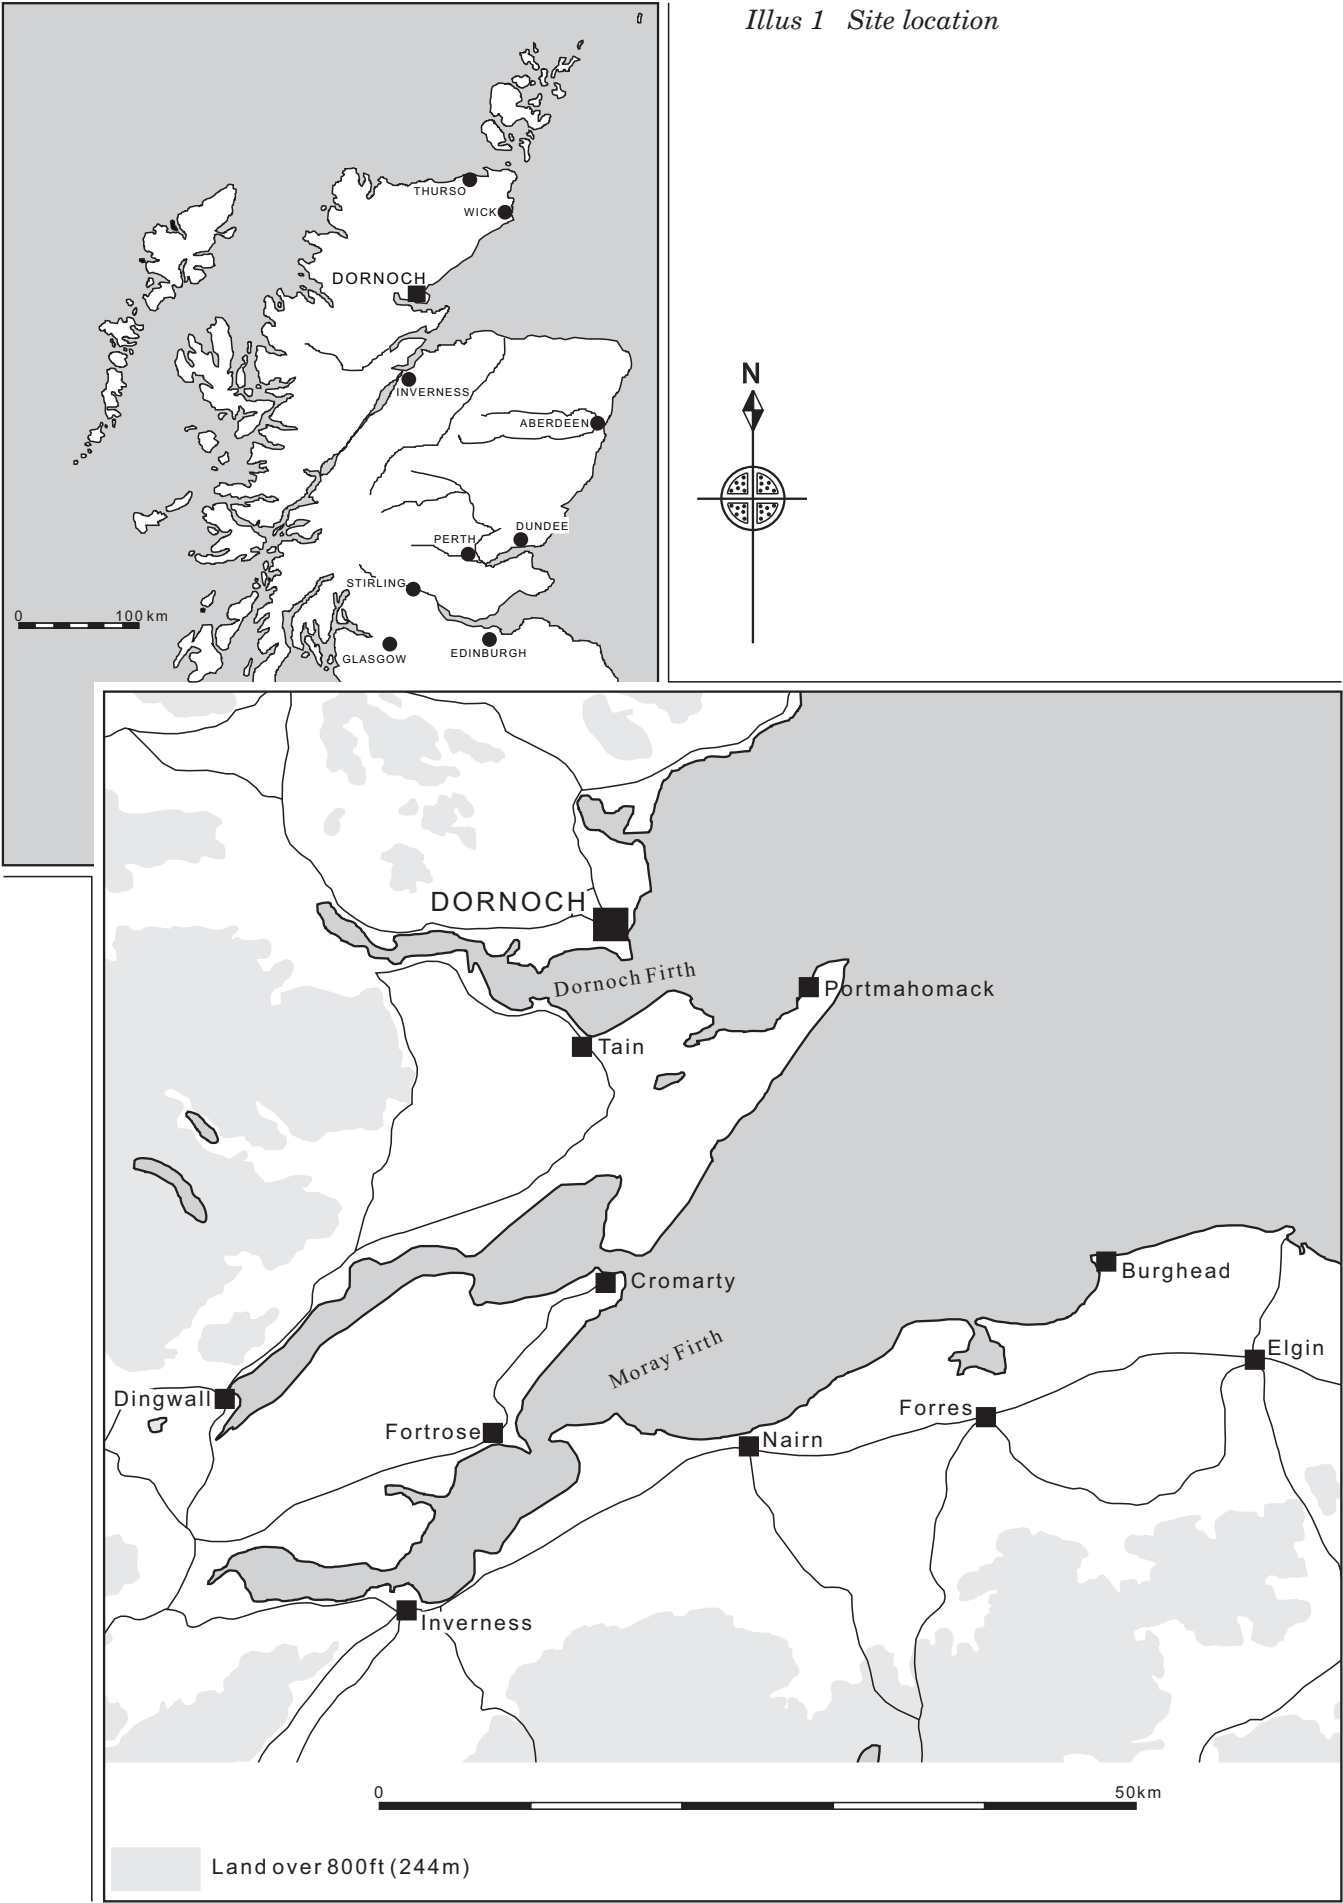 Illus 1 Site location
THURSO
WICK
DORNOCH
INVERNESS
ABERDEEN
DUNDEE
PERTH
STIRLING
0 100 km
GLASGOW
EDINBURGH
N
DORNOCH
Dornoch Firth
Portmahomack
Tain
Cromarty
Burghead
Moray Firth
Elgin
Dingwall
Forres
Fortrose
Nairn
Inverness
0 50km
Land over 800ft (244m)